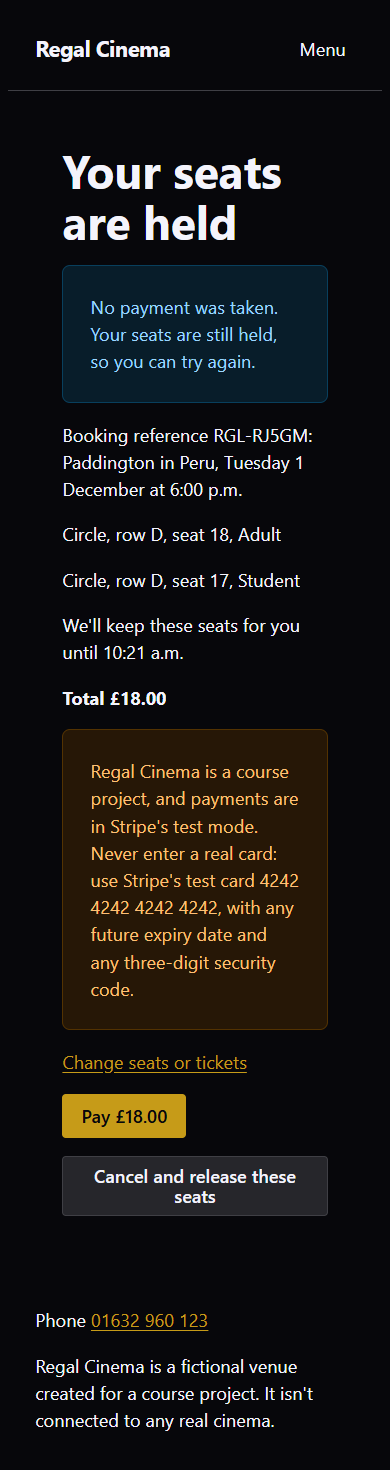 Regal Cinema
Menu
Your seats
are held
No payment was taken.
Your seats are still held,
so you can try again.
Booking reference RGL-RJ5GM:
Paddington in Peru, Tuesday 1
December at 6:00 p.m.
Circle, row D, seat 18, Adult
Circle, row D, seat 17, Student
We'll keep these seats for you
until 10:21 a.m.
Total £18.00
Regal Cinema is a course
project, and payments are
in Stripe's test mode.
Never enter a real card:
use Stripe's test card 4242
4242 4242 4242, with any
future expiry date and
any three-digit security
code.
Change seats or tickets
Pay £18.00
Cancel and release these
seats
Phone 01632 960 123
Regal Cinema is a fictional venue
created for a course project. It isn't
connected to any real cinema.